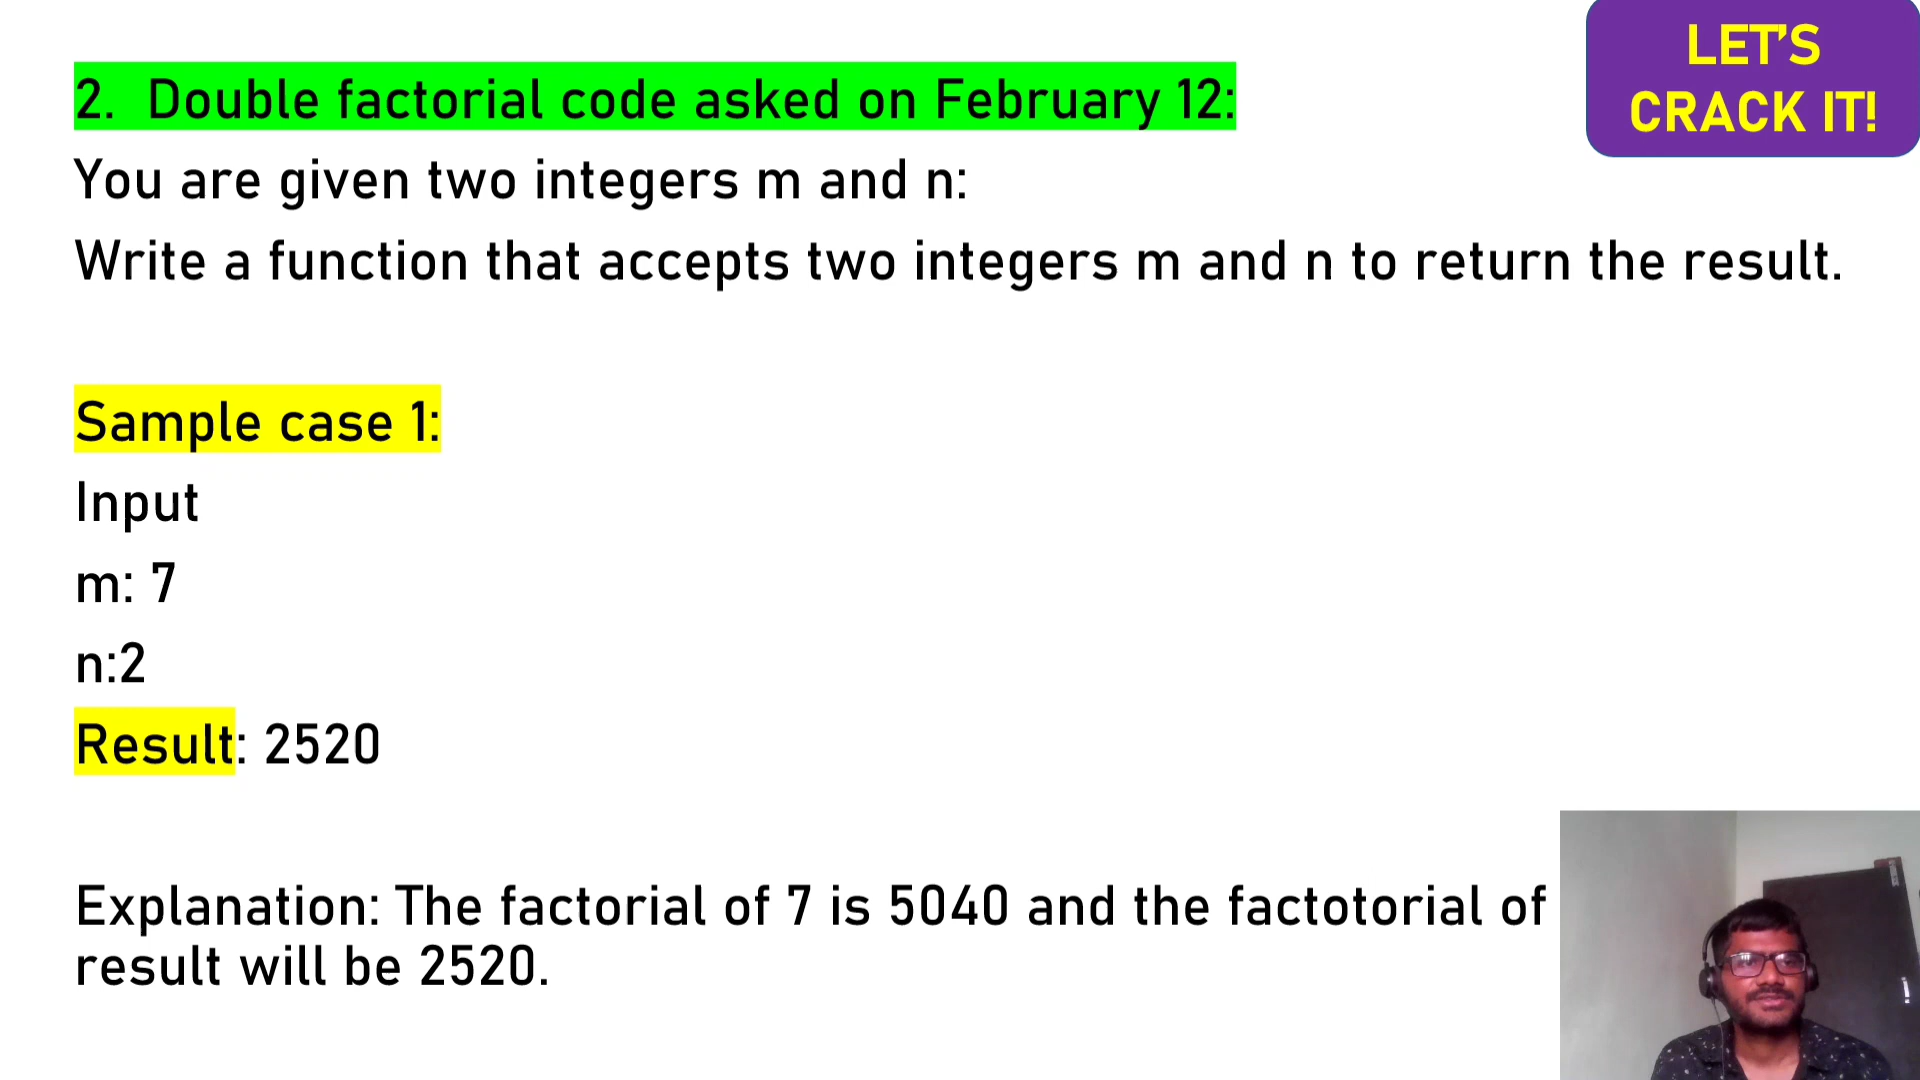 LET'S
CRACK IT!
2. Double factorial code asked on February 12:
You are given two integers m and n:
Write a function that accepts two integers m and n to return the result.
Sample case 1:
Input
m: 7
n:2
Result: 2520
Explanation: The factorial of 7 is 5040 and the factotorial of
result will be 2520.